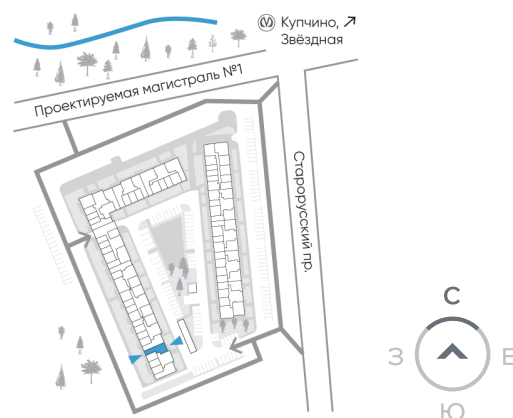 Купчино, ↗
Звёздная
Проектируемая магистраль №1
Старорусский пр.
С
З
В
Ю